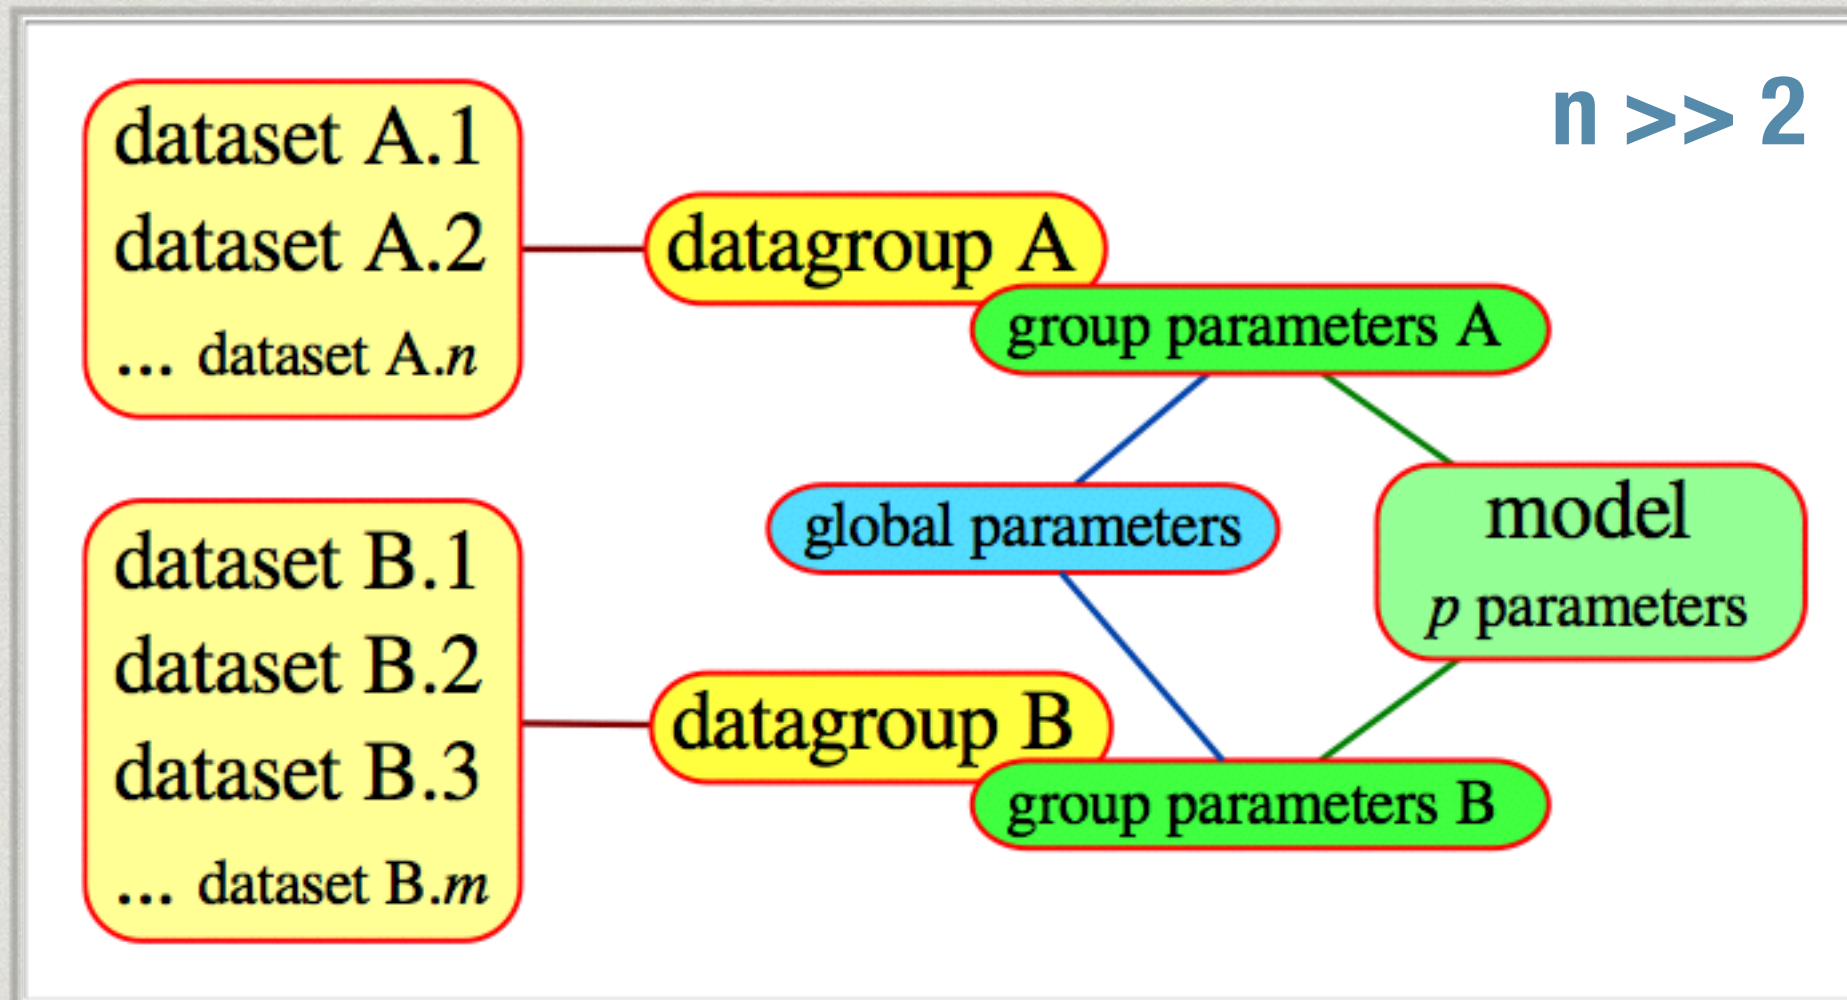 n >> 2
dataset A.1
dataset A.2
... dataset A.n
datagroup A
group parameters A
global parameters
model
p parameters
dataset B.1
dataset B.2
dataset B.3
... dataset B.m
datagroup B
group parameters B